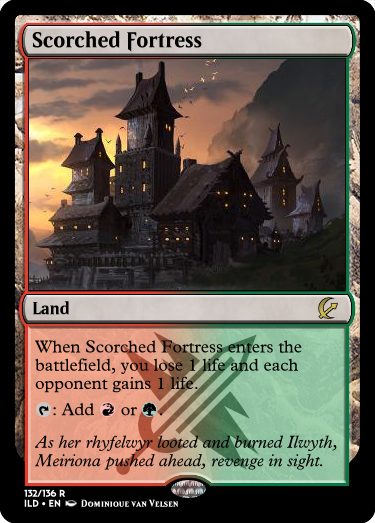 Scorched Fortress
Land
When Scorched Fortress enters the
battlefield, you lose 1 life and each
opponent gains 1 life.
: Add or .
As her rhyfelwyr looted and burned Ilwyth,
Meiriona pushed ahead, revenge in sight.
132/136 R
ILD • EN Dominique van Velsen